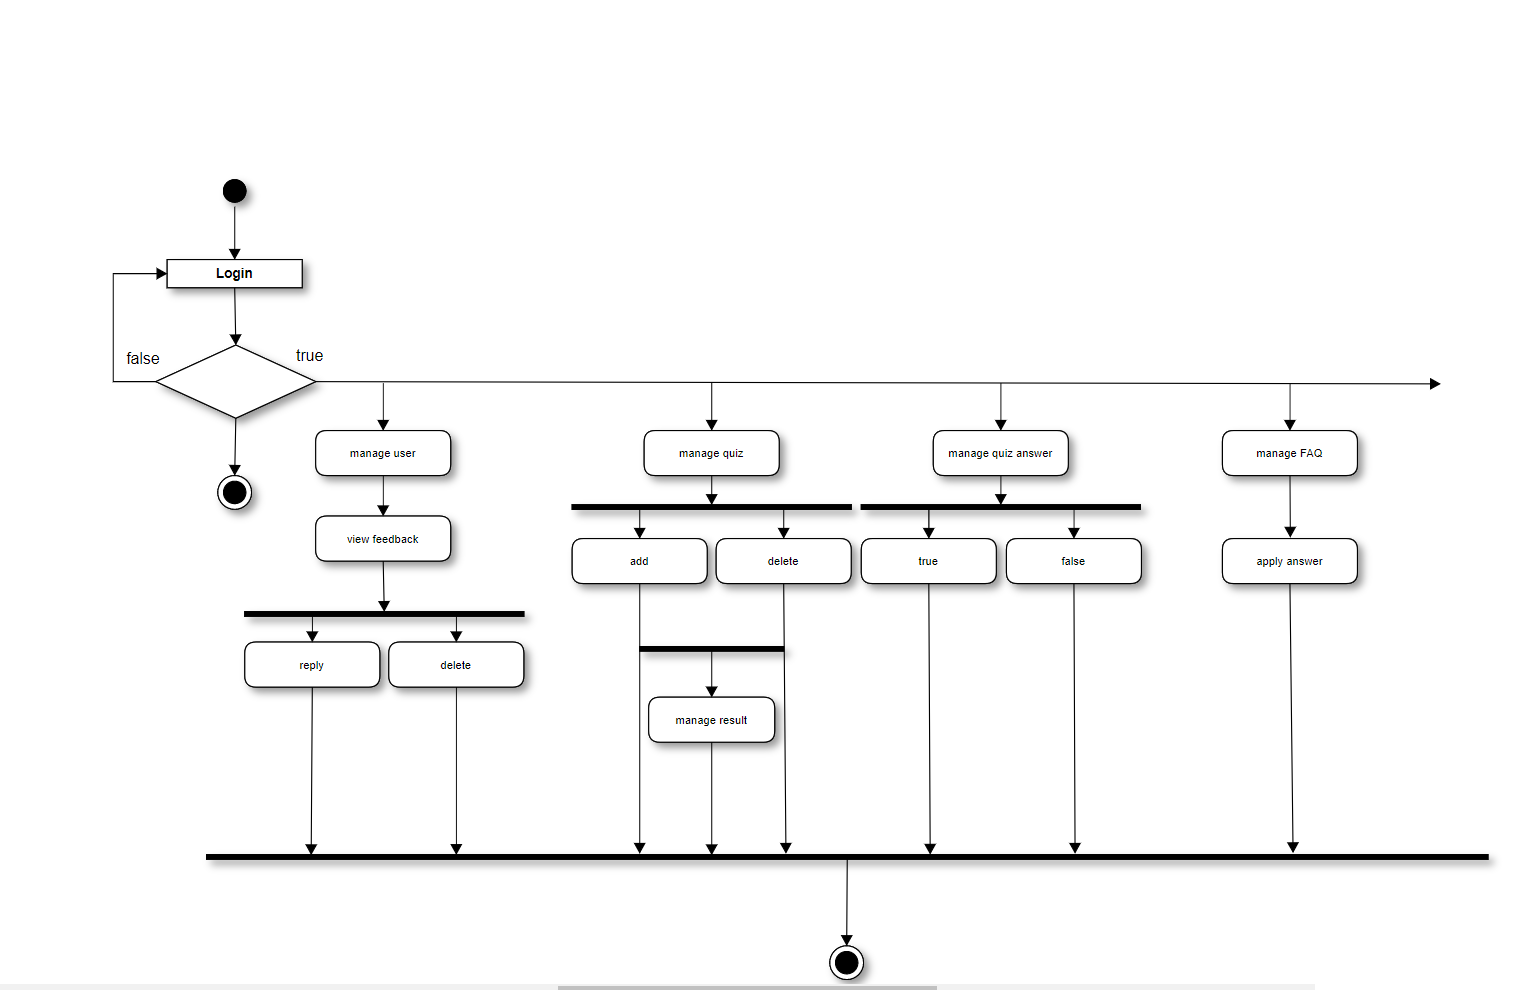 Login
false
true
manage user
manage quiz
manage quiz answer
manage FAQ
view feedback
add
delete
true
false
apply answer
reply
delete
manage result